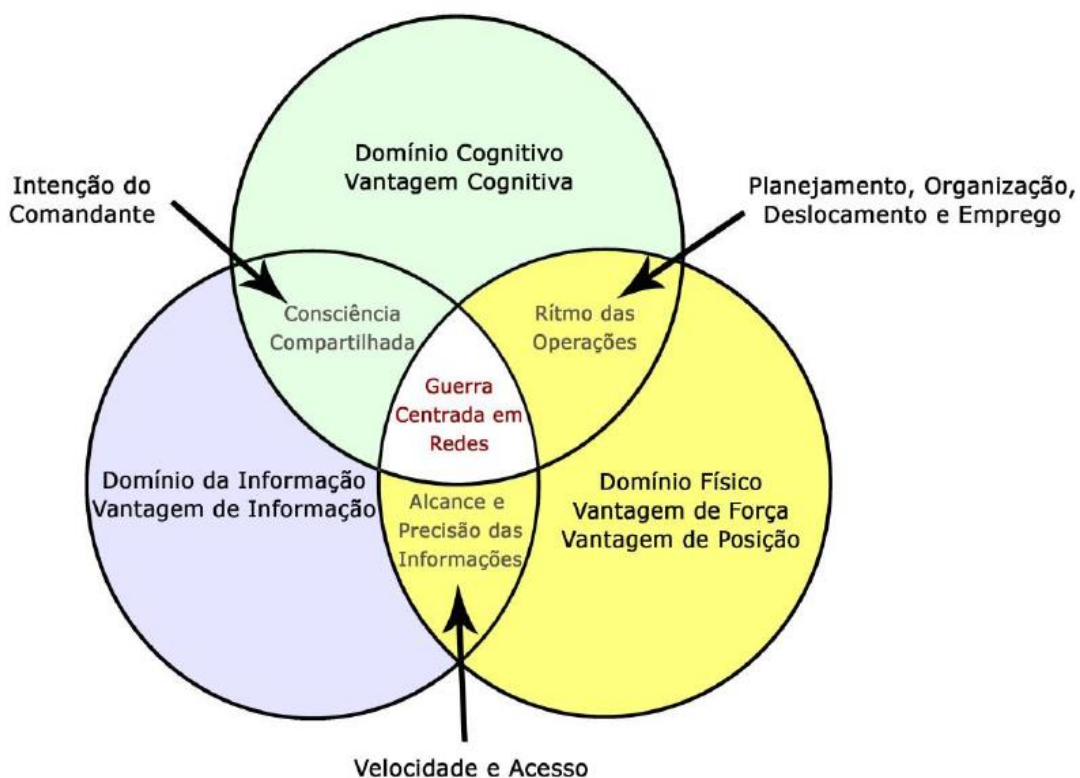 Domínio Cognitivo
Vantagem Cognitiva
Intenção do
Comandante
Planejamento, Organização,
Deslocamento e Emprego
Consciência
Compartilhada
Rítmo das
Operações
Guerra
Centrada em
Redes
Domínio da Informação
Vantagem de Informação
Alcance e
Precisão das
Informações
Domínio Físico
Vantagem de Força
Vantagem de Posição
Velocidade e Acesso